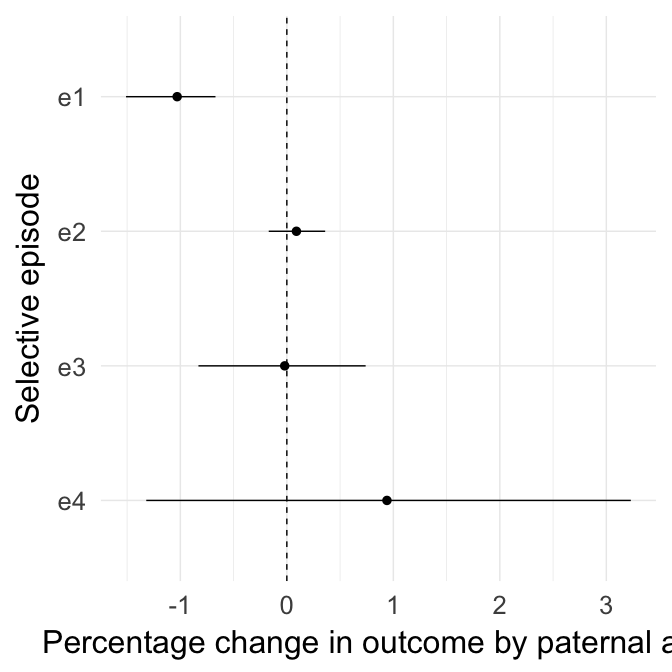 Selective episode
e1
e2
e3
e4
-1 0 1 2 3
Percentage change in outcome by paternal